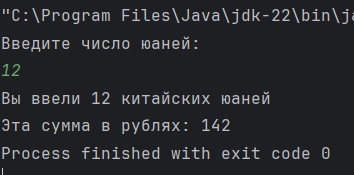 "C:\Program Files\Java\jdk-22\bin\ja
Введите число юаней:
12
Вы ввели 12 китайских юаней
Эта сумма в рублях: 142
Process finished with exit code 0